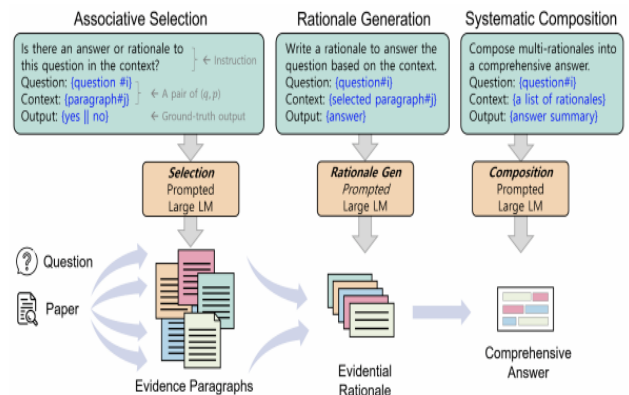 Associative Selection
Is there an answer or rationale to
this question in the context?
← Instruction
Question: {question #i}
Context: {paragraph#j}
← A pair of (q, p)
Output: {yes || no}
← Ground-truth output
Selection
Prompted
Large LM
Rationale Generation
Write a rationale to answer the
question based on the context.
Question: {question#i}
Context: {selected paragraph#j}
Output: {answer}
Rationale Gen
Prompted
Large LM
Systematic Composition
Compose multi-rationales into
a comprehensive answer.
Question: {question#i}
Context: {a list of rationales}
Output: {answer summary}
Composition
Prompted
Large LM
? Question
Paper
Evidence Paragraphs
Evidential
Rationale
Comprehensive
Answer